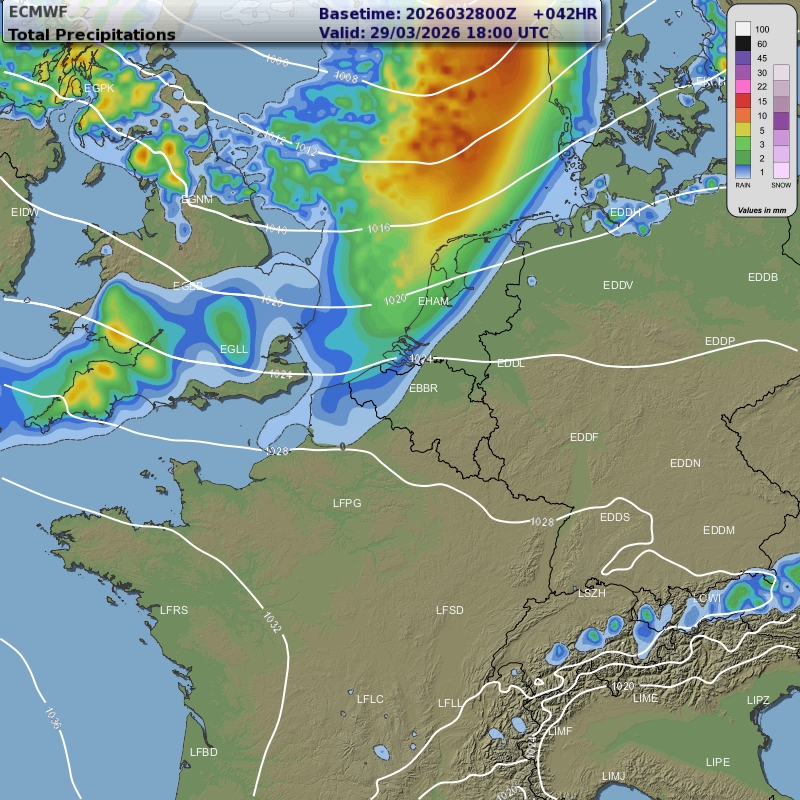 ECMWF
Basetime: 2026032800Z +042HR
Total Precipitations
Valid: 29/03/2026 18:00 UTC
100
60
45
30
22
15
10
5
3
2
1
RAIN SNOW
Values in mm
1008
1008
EGPK
1012
1012
EGNM
EIDW
EDDH
1016
1016
EGBB
EDDV
EDDB
1020
1020
EHAM
EGLL
EDDP
1024
EDDL
1024
EBBR
EDDF
1028
EDDN
LFPG
EDDS
1028
EDDM
LSZH
LOWI
LFRS
LFSD
1032
1020
LFLC
LFLL
LIME
LIPZ
1036
LIMF
LFBD
LIPE
LIMJ